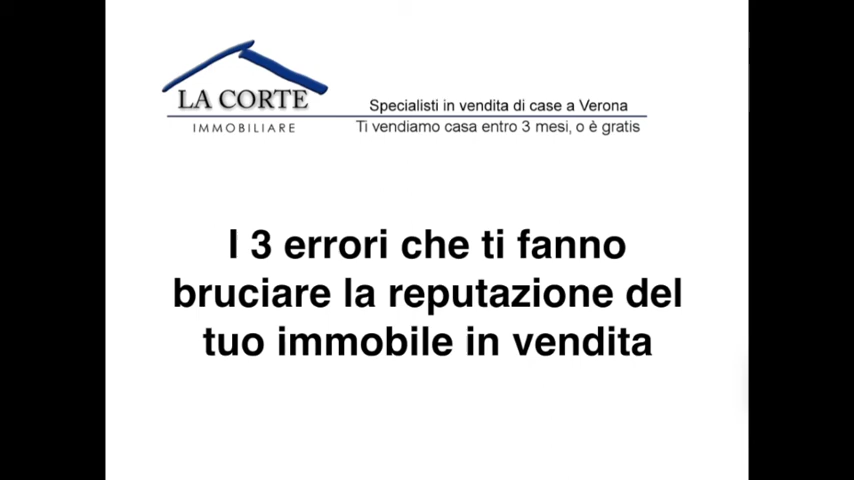 LA CORTE
IMMOBILIARE
Specialisti in vendita di case a Verona
Ti vendiamo casa entro 3 mesi, o è gratis
I 3 errori che ti fanno
bruciare la reputazione del
tuo immobile in vendita